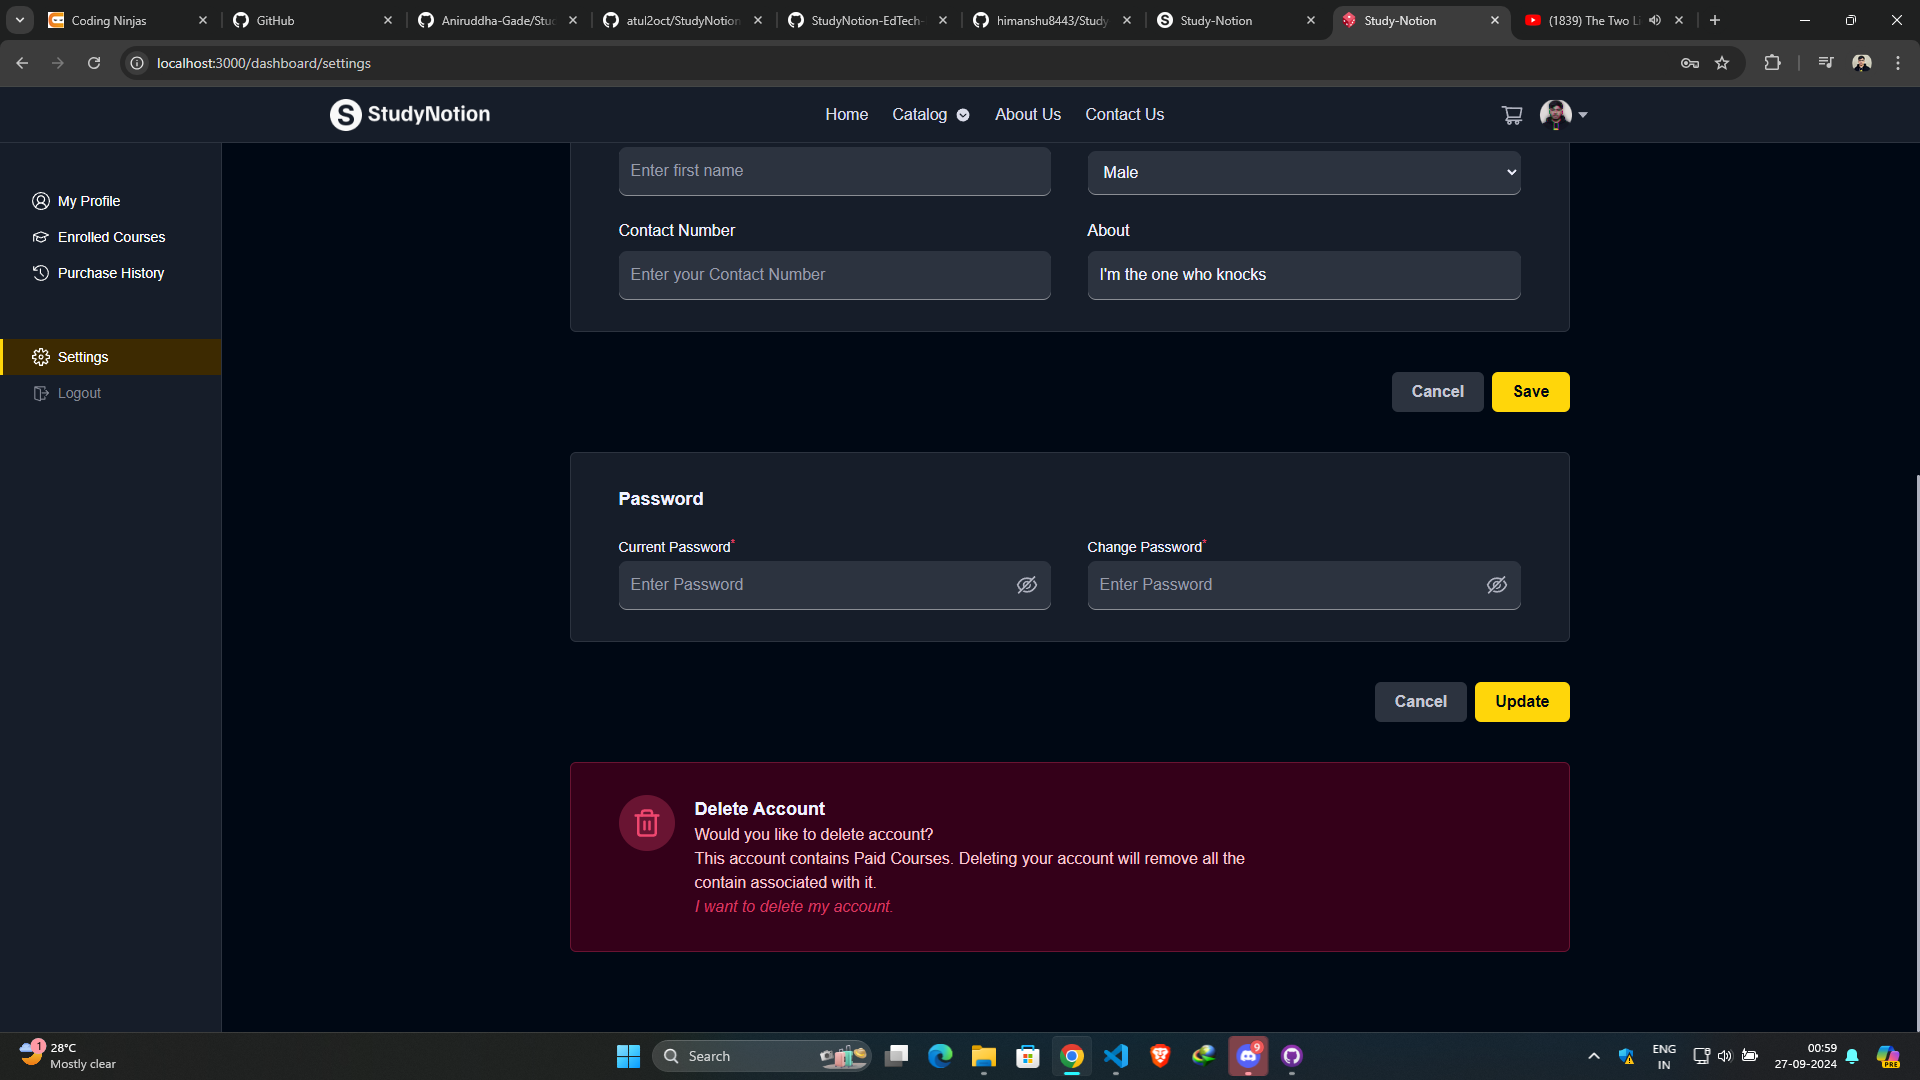 Coding Ninjas
GitHub
Aniruddha-Gade/Stud
atul2oct/StudyNotion
StudyNotion-EdTech-
himanshu8443/Study
Study-Notion
Study-Notion
(1839) The Two Li
localhost:3000/dashboard/settings
StudyNotion
Home
Catalog
About Us
Contact Us
My Profile
Enrolled Courses
Purchase History
Settings
Logout
Enter first name
Male
Contact Number
About
Enter your Contact Number
I'm the one who knocks
Cancel
Save
Password
Current Password*
Change Password*
Enter Password
Enter Password
Cancel
Update
Delete Account
Would you like to delete account?
This account contains Paid Courses. Deleting your account will remove all the
contain associated with it.
I want to delete my account.
1
28°C
Mostly clear
Search
9
ENG
IN
00:59
27-09-2024
PRE